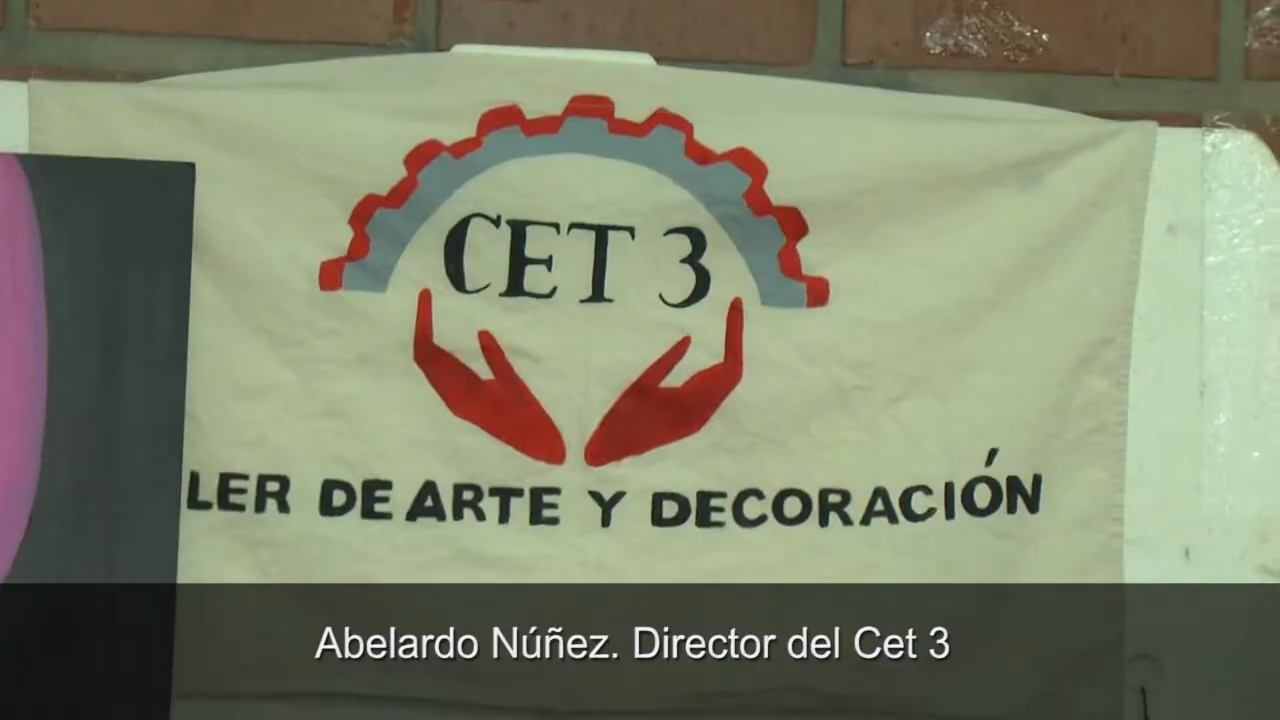 CET 3
LER DE ARTE Y DECORACIÓN
Abelardo Núñez. Director del Cet 3